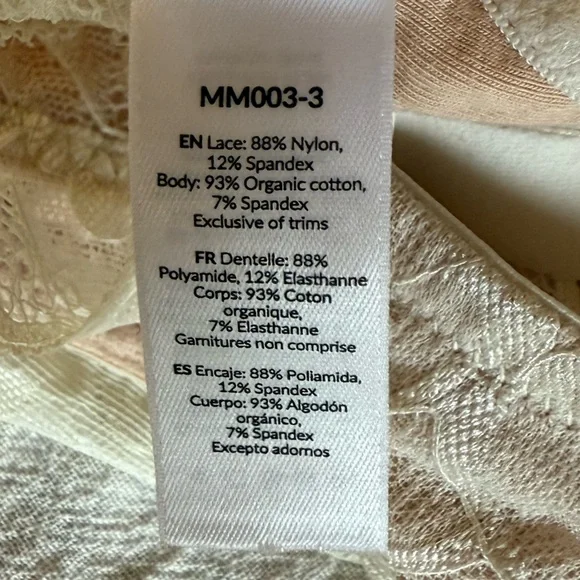 MM003-3
EN Lace: 88% Nylon,
12% Spandex
Body: 93% Organic cotton,
7% Spandex
Exclusive of trims
FR Dentelle: 88%
Polyamide, 12% Elasthanne
Corps: 93% Coton
organique,
7% Elasthanne
Garnitures non comprise
ES Encaje: 88% Poliamida,
12% Spandex
Cuerpo: 93% Algodón
orgánico,
7% Spandex
Excepto adornos